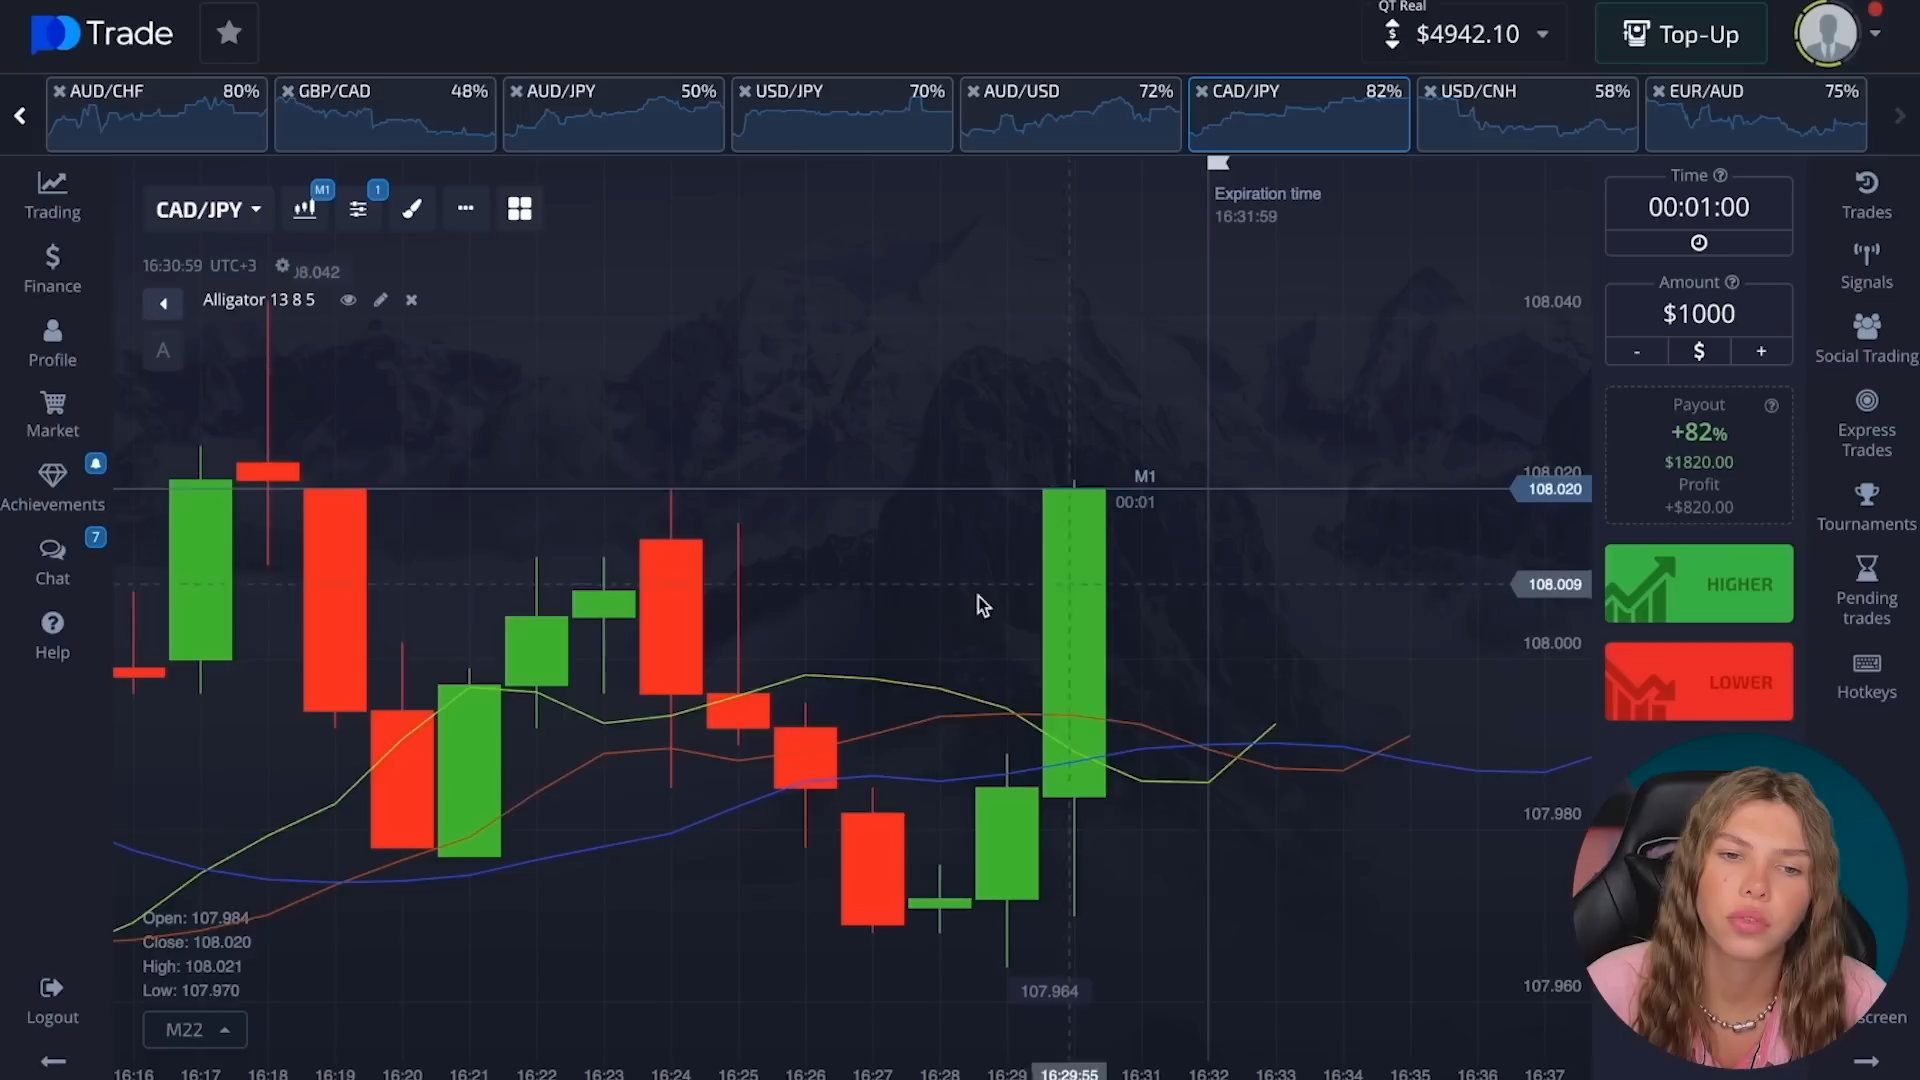 Trade
QT Real
$4942.10
Top-Up
AUD/CHF 80%
GBP/CAD 48%
AUD/JPY 50%
USD/JPY 70%
AUD/USD 72%
CAD/JPY 82%
USD/CNH 58%
EUR/AUD 75%
Trading
Finance
Profile
Market
Achievements
Chat
7
Help
Logout
CAD/JPY
M1
1
16:30:59 UTC+3
08.042
Alligator 13 8 5
A
Expiration time
16:31:59
M1
00:01
108.040
108.020
108.020
108.009
108.000
107.980
107.960
107.964
Open: 107.984
Close: 108.020
High: 108.021
Low: 107.970
M22
16:16 16:17 16:18 16:19 16:20 16:21 16:22 16:23 16:24 16:25 16:26 16:27 16:28 16:29 16:29:55 16:31 16:32 16:33 16:34 16:35 16:36 16:37
Time
00:01:00
Amount
$1000
- $ +
Payout
+82%
$1820.00
Profit
+$820.00
HIGHER
LOWER
Trades
Signals
Social Trading
Express
Trades
Tournaments
Pending
trades
Hotkeys
screen